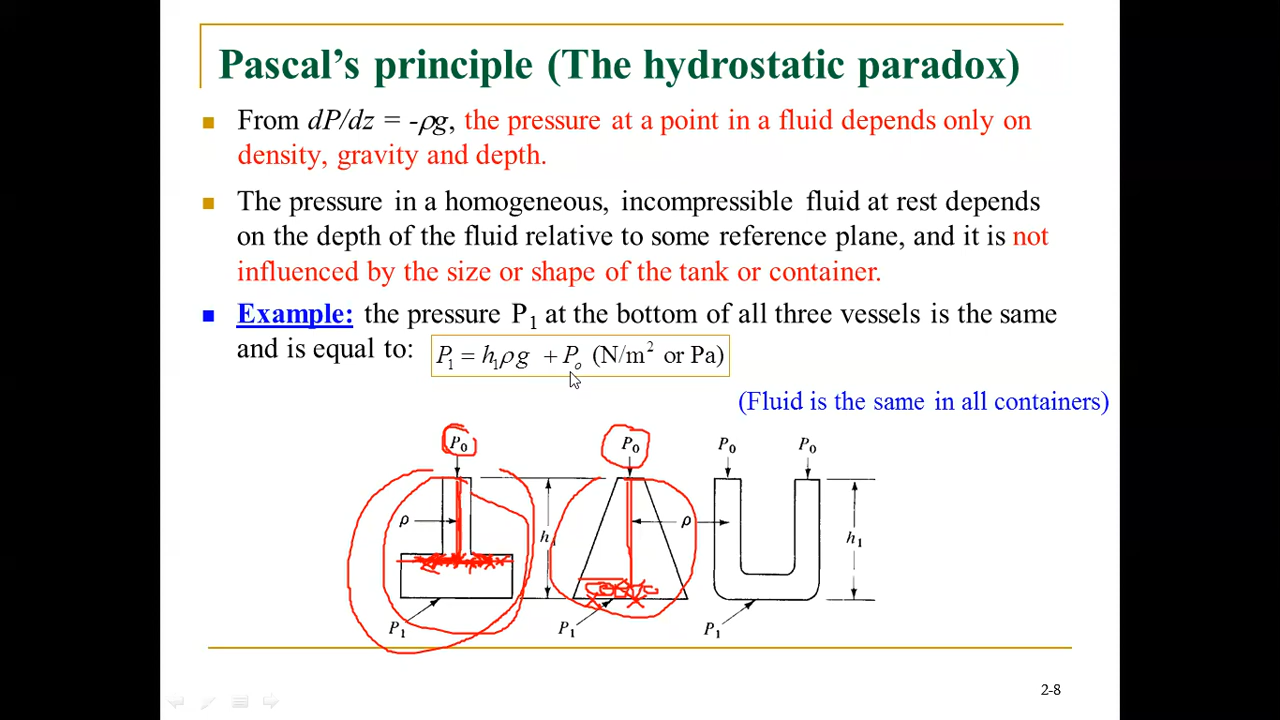 Pascal's principle (The hydrostatic paradox)
From dP/dz = -ρg, the pressure at a point in a fluid depends only on
density, gravity and depth.
The pressure in a homogeneous, incompressible fluid at rest depends
on the depth of the fluid relative to some reference plane, and it is not
influenced by the size or shape of the tank or container.
Example: the pressure P₁ at the bottom of all three vessels is the same
and is equal to: P₁ = h₁ρg + Pₒ (N/m² or Pa)
(Fluid is the same in all containers)
P₀ P₀ P₀ P₀
ρ h₁ ρ h₁
P₁ P₁ P₁
2-8